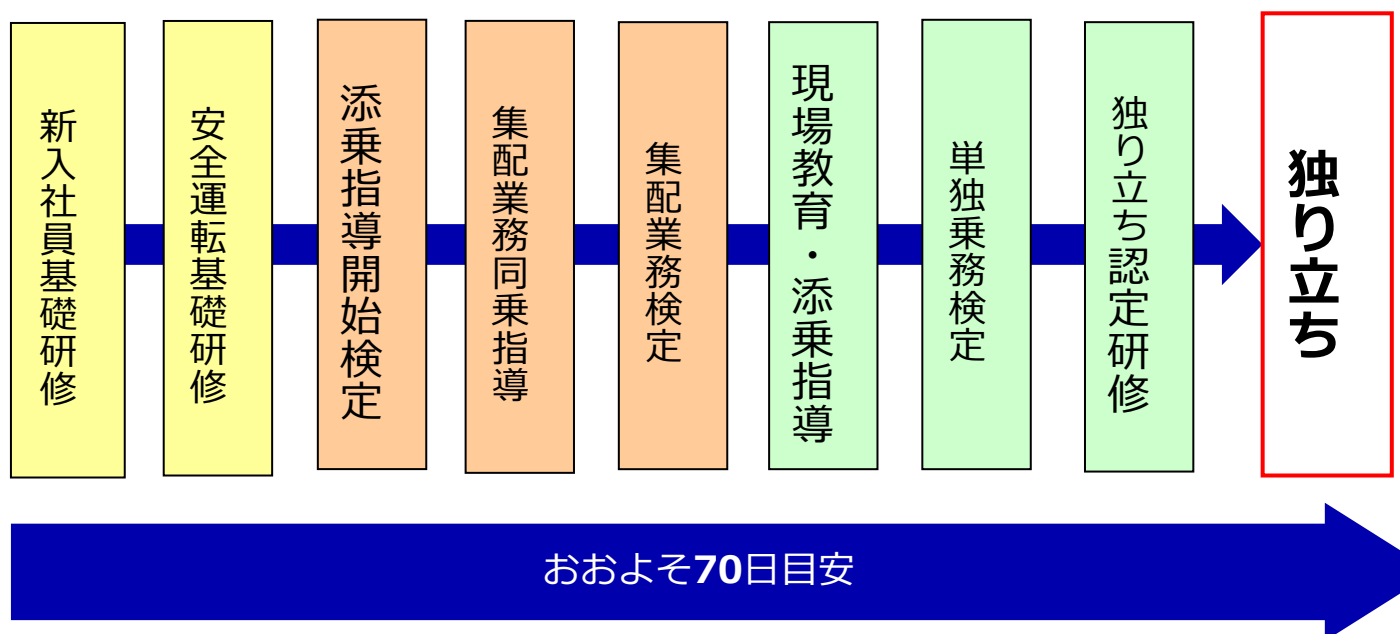 新入社員基礎研修
安全運転基礎研修
添乗指導開始検定
集配業務同乗指導
集配業務検定
現場教育・添乗指導
単独乗務検定
独り立ち認定研修
独り立ち
おおよそ70日目安